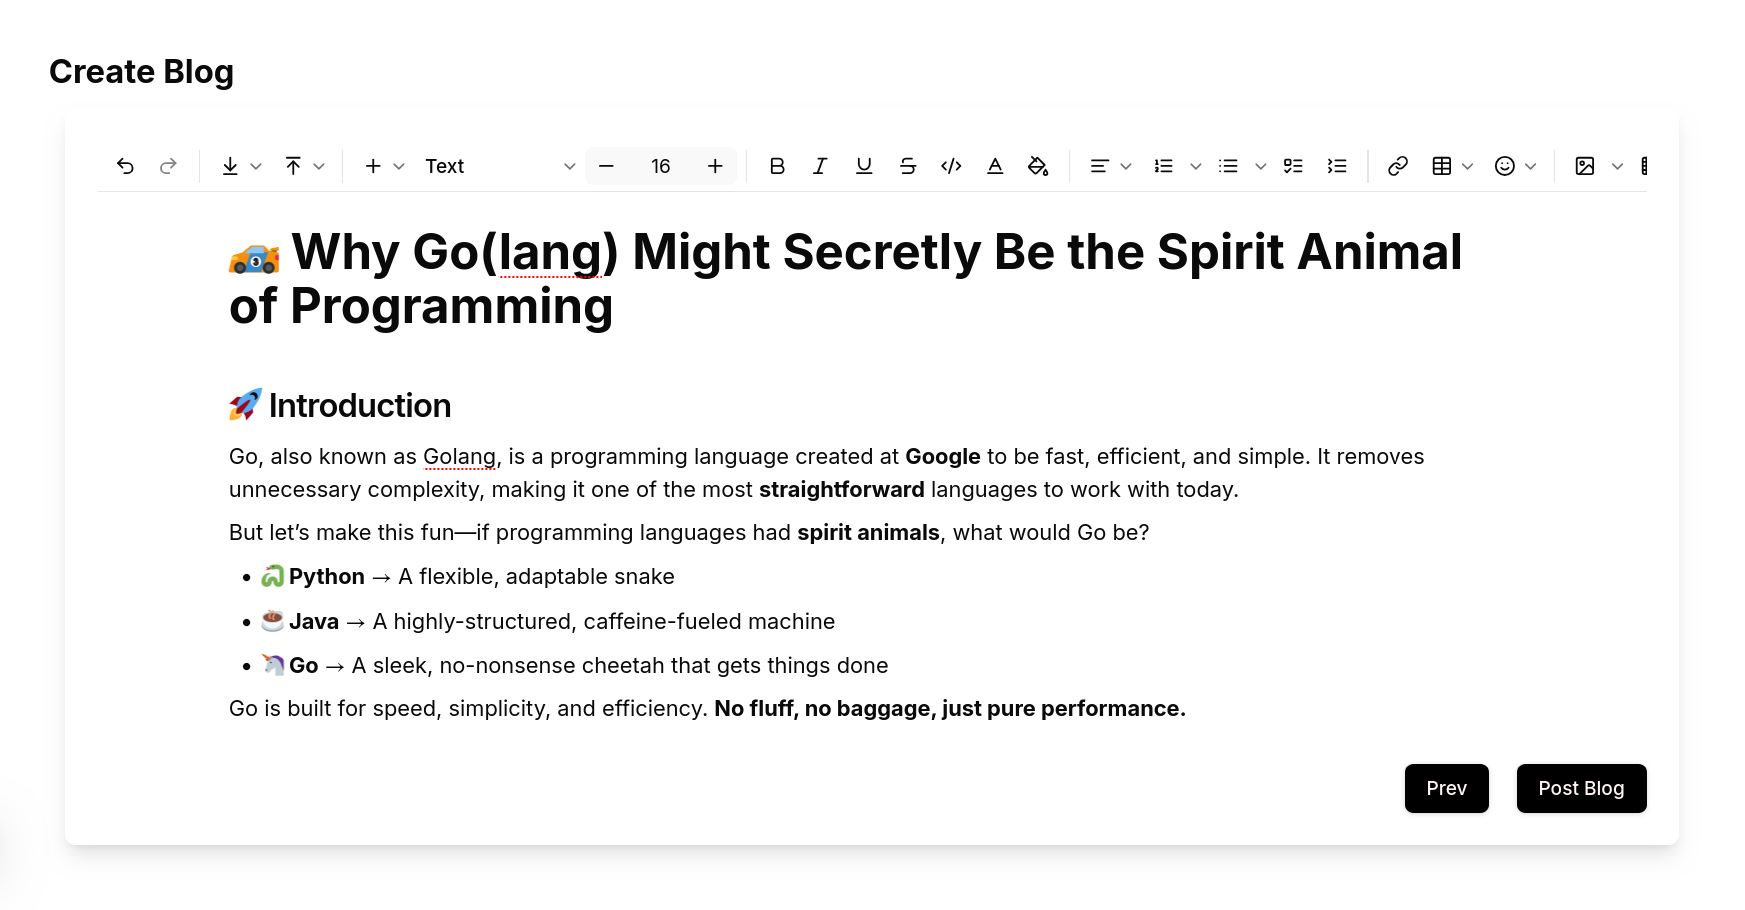 Create Blog
Text
16
🏎️ Why Go(lang) Might Secretly Be the Spirit Animal
of Programming
🚀 Introduction
Go, also known as Golang, is a programming language created at Google to be fast, efficient, and simple. It removes
unnecessary complexity, making it one of the most straightforward languages to work with today.
But let’s make this fun—if programming languages had spirit animals, what would Go be?
• 🐍 Python → A flexible, adaptable snake
• ☕ Java → A highly-structured, caffeine-fueled machine
• 🦄 Go → A sleek, no-nonsense cheetah that gets things done
Go is built for speed, simplicity, and efficiency. No fluff, no baggage, just pure performance.
Prev
Post Blog